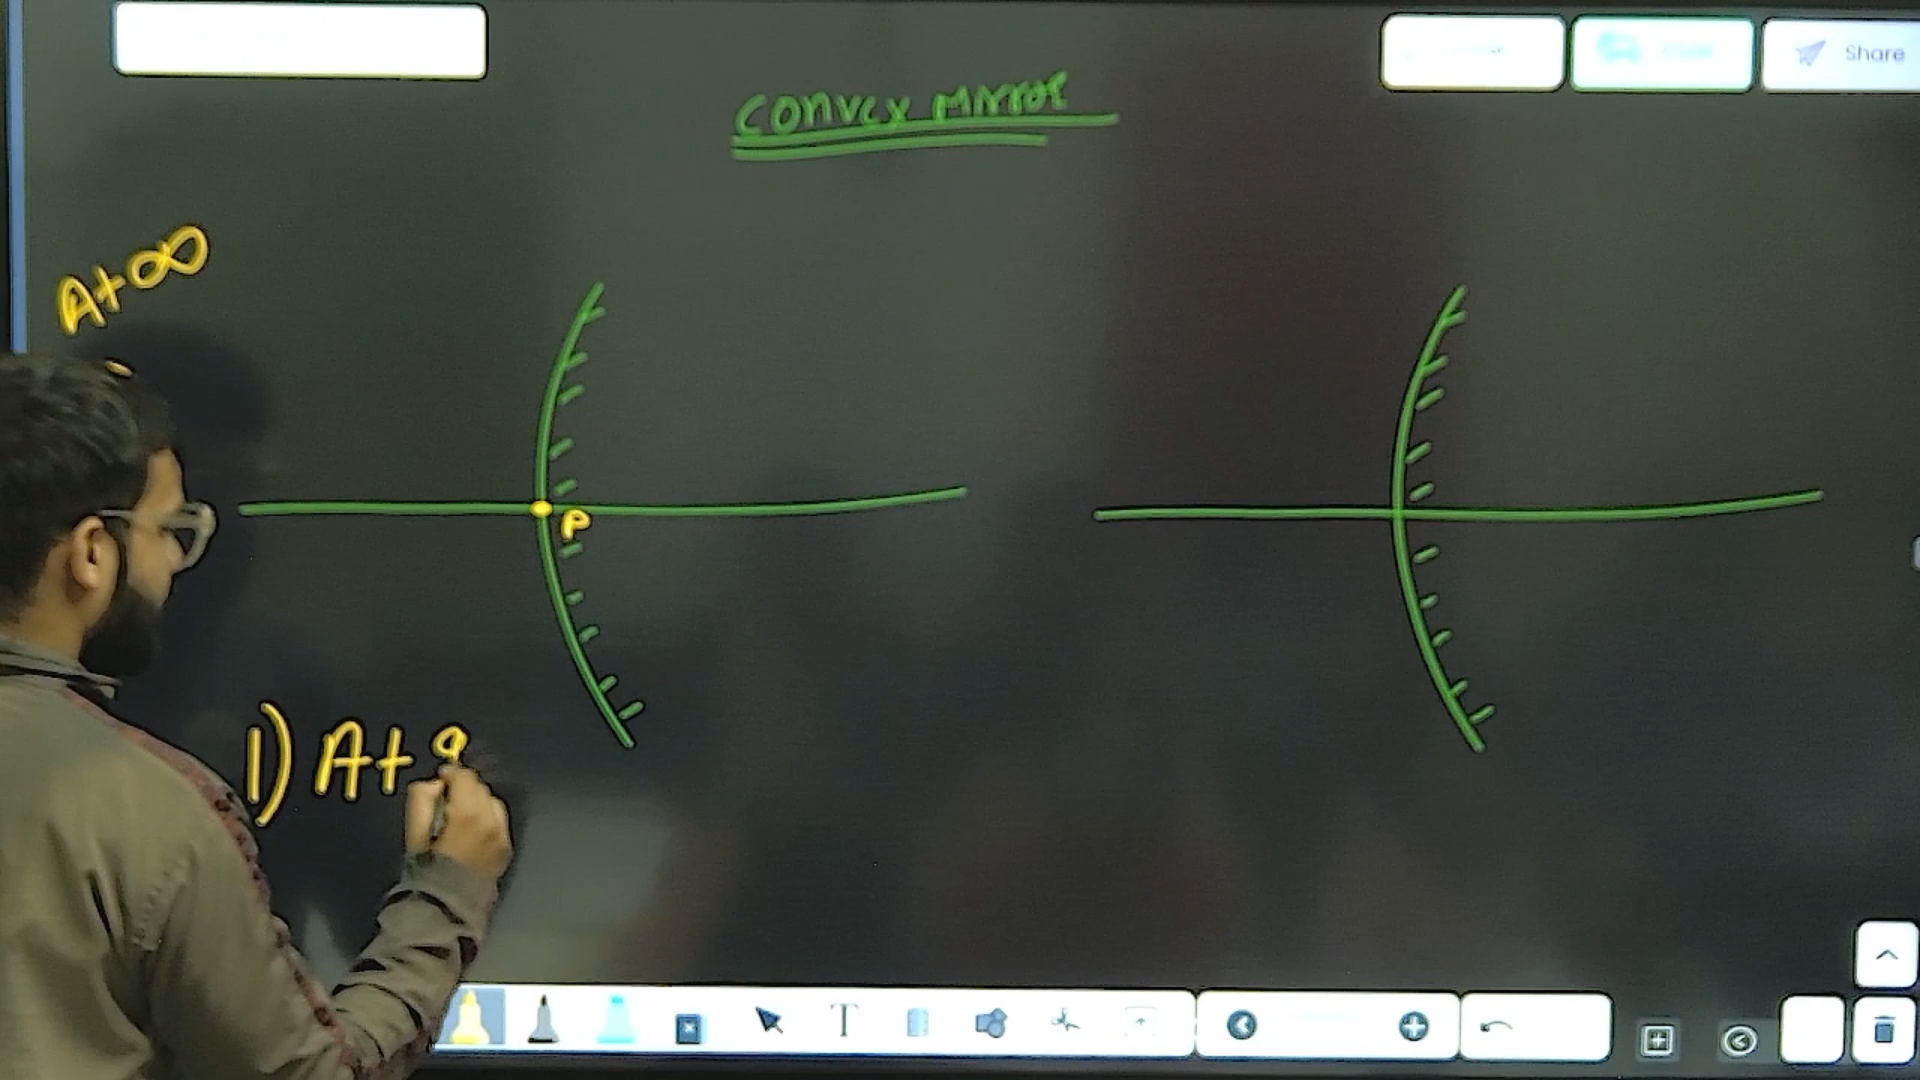 Share
Convex Mirror
At ∞
P
1) At
T